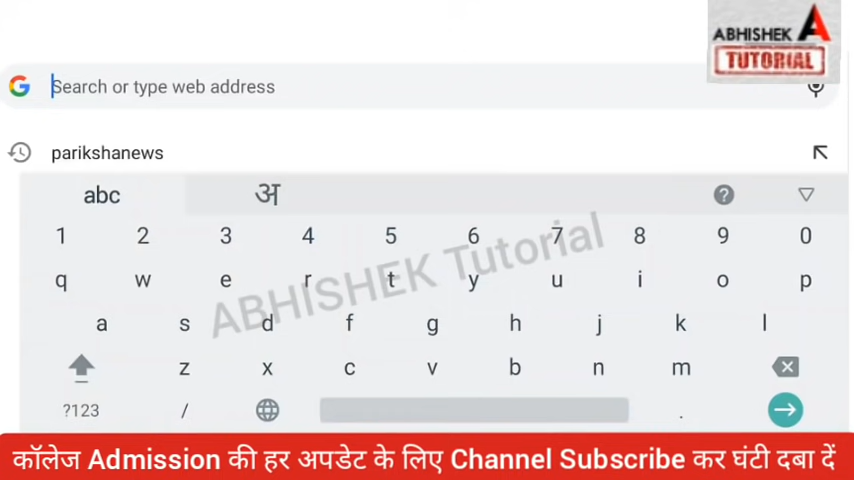 ABHISHEK
TUTORIAL
Search or type web address
parikshanews
abc अ
1 2 3 4 5 6 7 8 9 0
q w e r t y u i o p
a s d f g h j k l
z x c v b n m
?123 / .
ABHISHEK Tutorial
कॉलेज Admission की हर अपडेट के लिए Channel Subscribe कर घंटी दबा दें